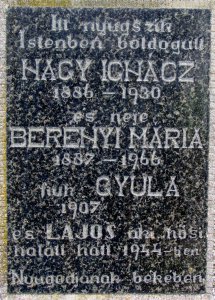 Itt nyugszik
Istenben boldogult
NAGY IGNÁCZ
1886 - 1930
és neje
BERÉNYI MÁRIA
1887 - 1966
fiuk GYULA
1907
és LAJOS aki hősi
halált halt 1944-ben
Nyugodjanak békében